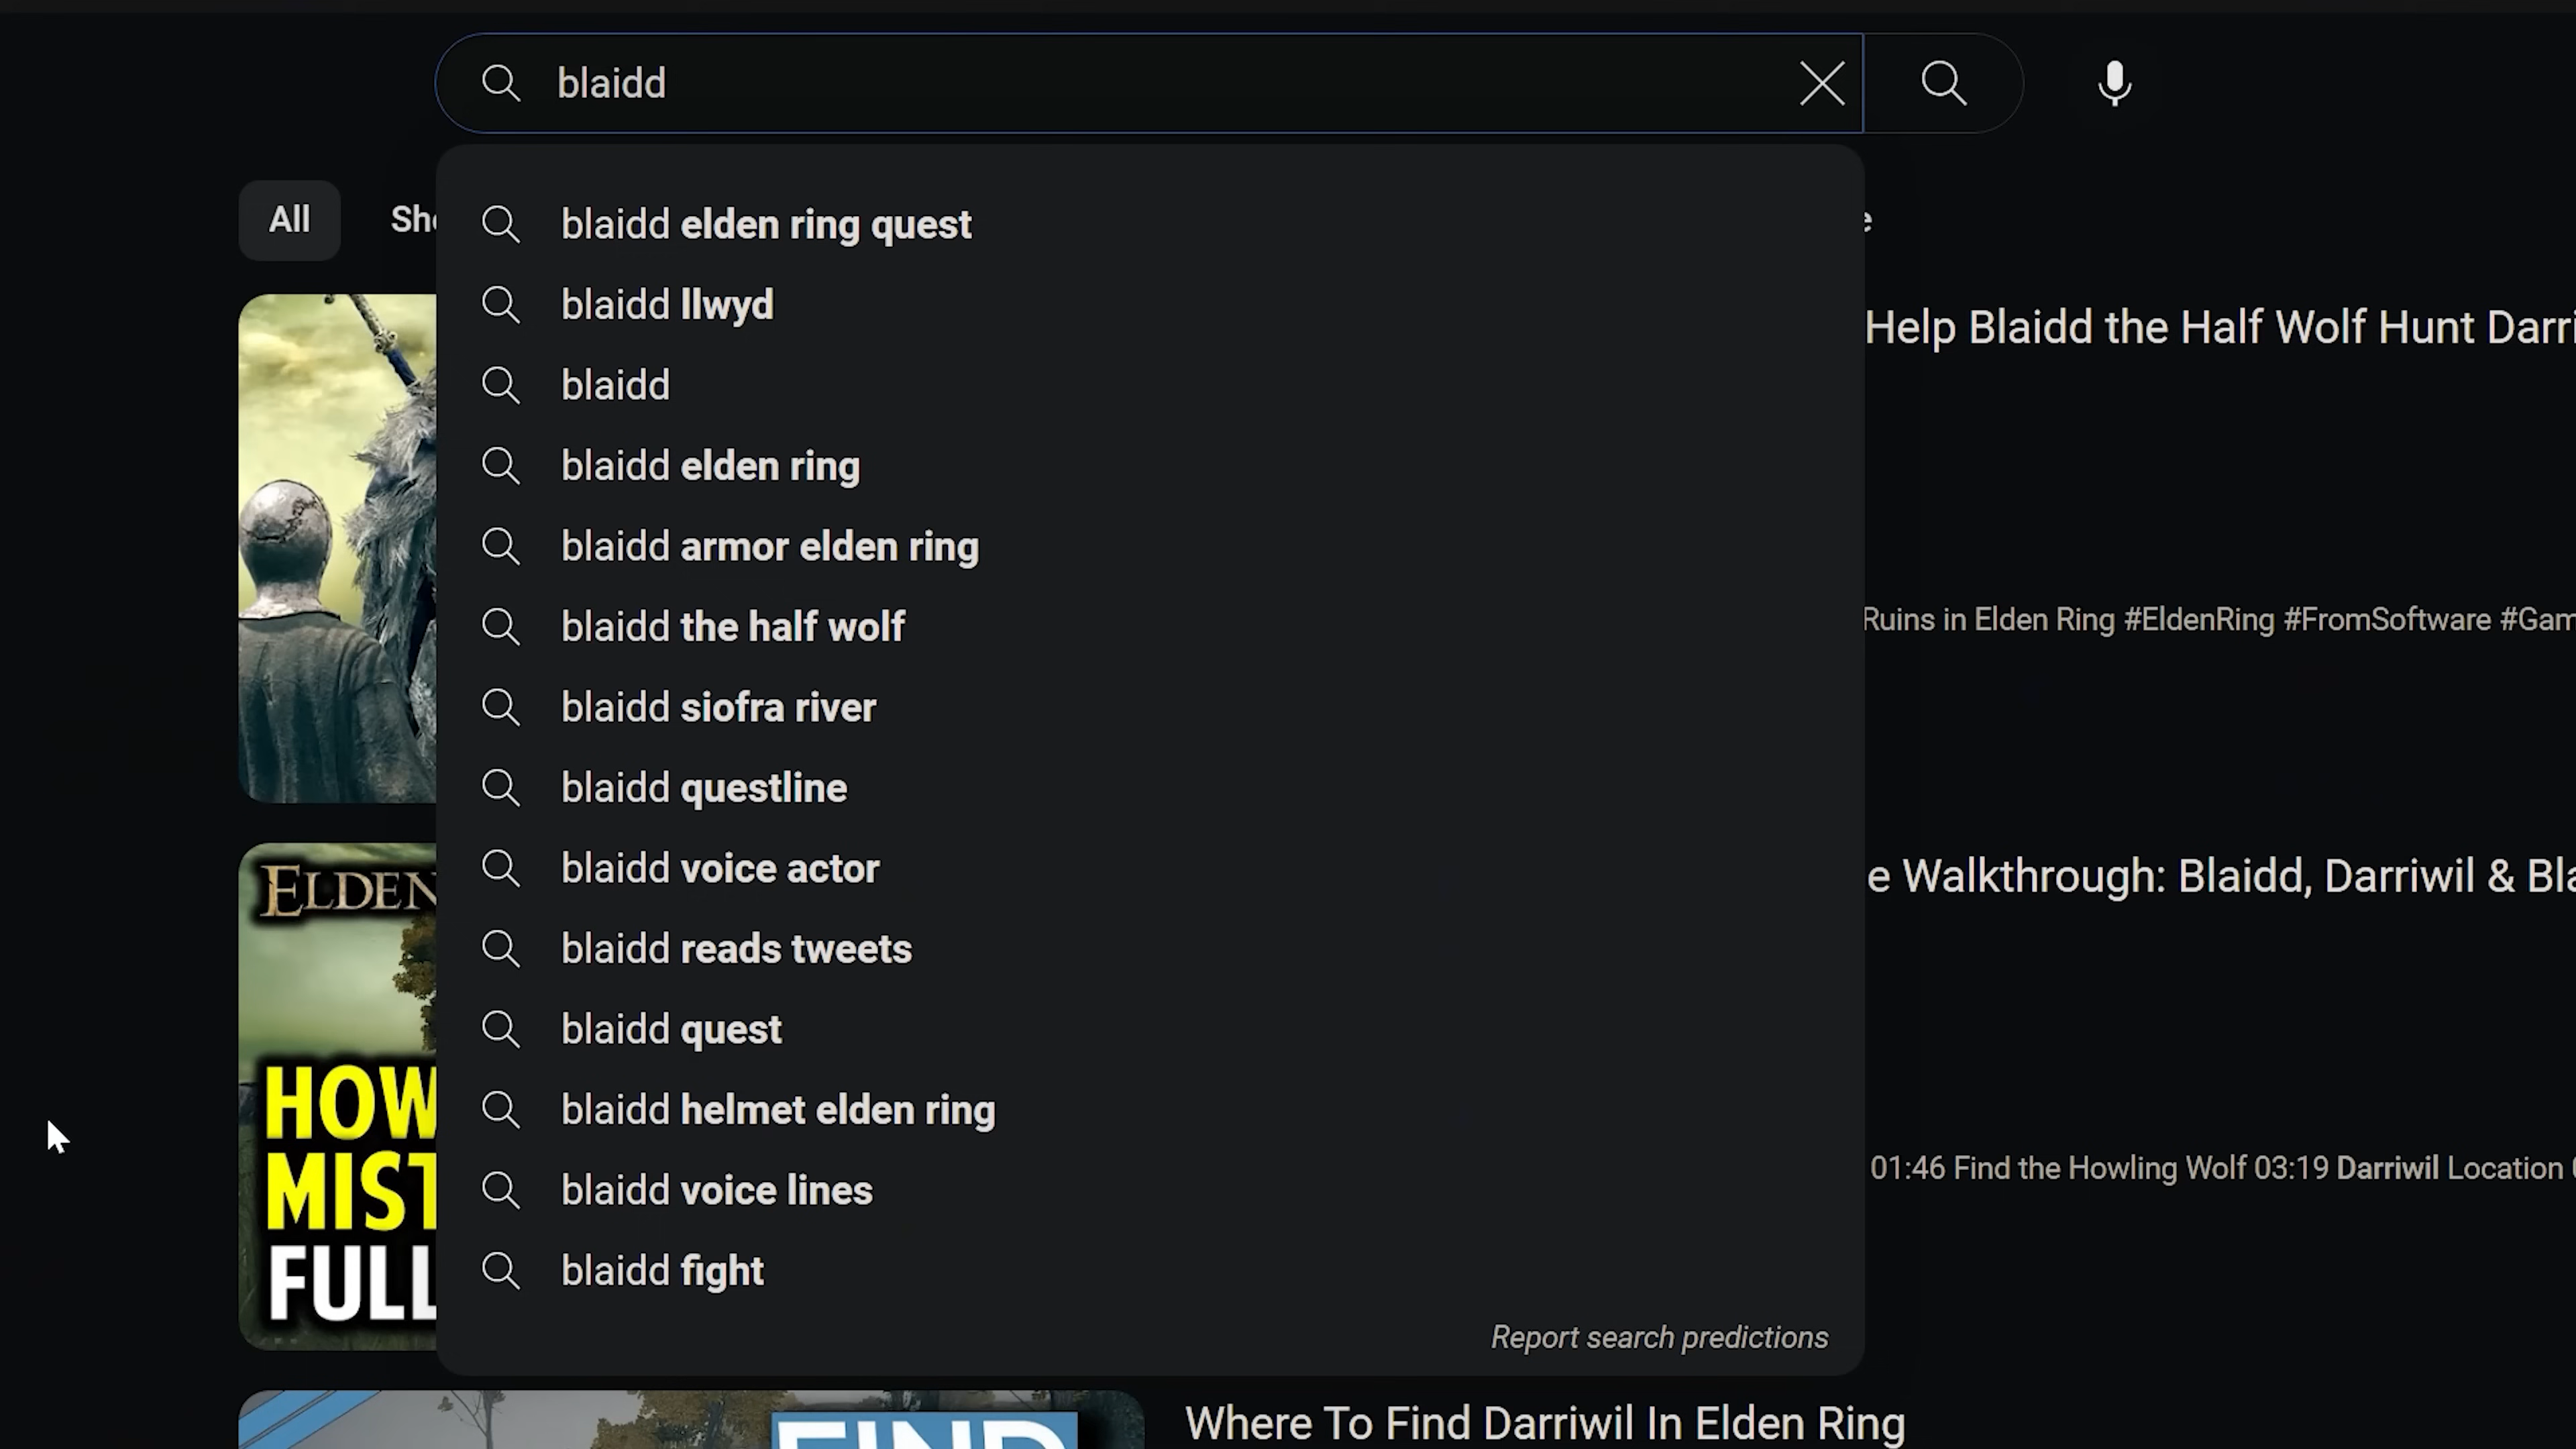 blaidd
All
Sh
blaidd elden ring quest
blaidd llwyd
Help Blaidd the Half Wolf Hunt Darri
blaidd
blaidd elden ring
blaidd armor elden ring
blaidd the half wolf
Ruins in Elden Ring #EldenRing #FromSoftware #Gam
blaidd siofra river
blaidd questline
ELDEN
blaidd voice actor
e Walkthrough: Blaidd, Darriwil & Bla
blaidd reads tweets
blaidd quest
HOW
blaidd helmet elden ring
MIST
blaidd voice lines
01:46 Find the Howling Wolf 03:19 Darriwil Location
FULL
blaidd fight
Report search predictions
FIND
Where To Find Darriwil In Elden Ring